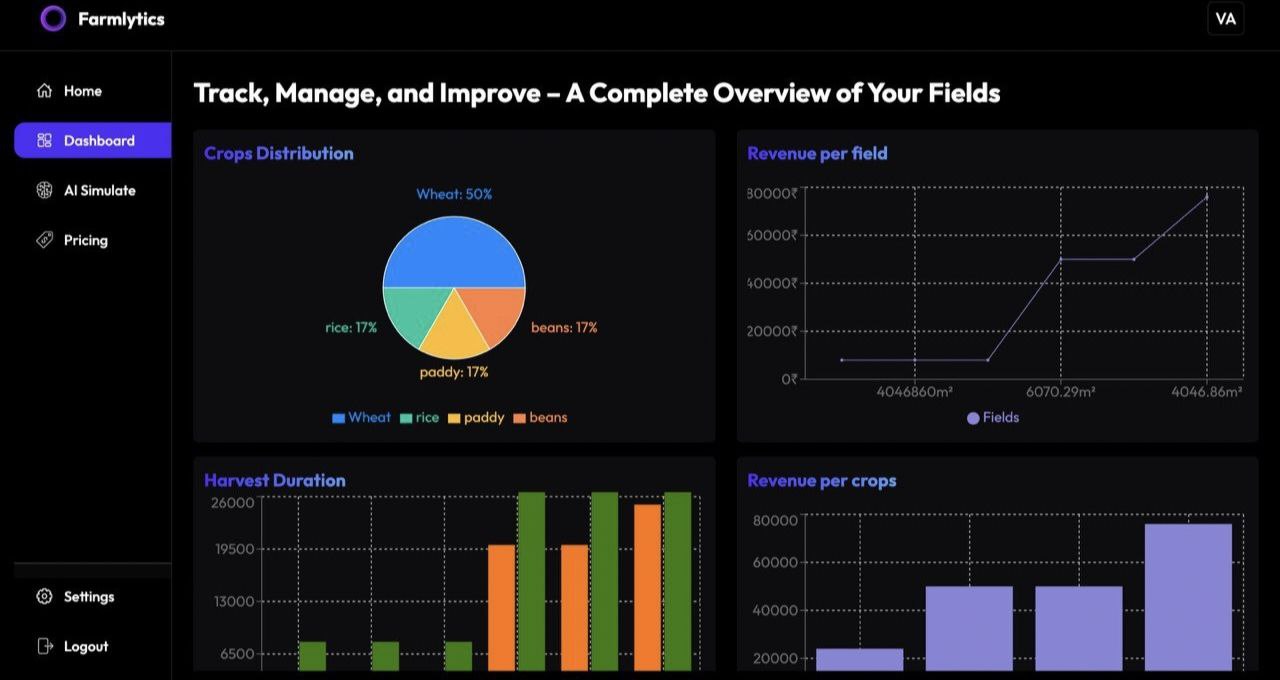 Farmlytics
VA
Home
Dashboard
AI Simulate
Pricing
Settings
Logout
Track, Manage, and Improve – A Complete Overview of Your Fields
Crops Distribution
Wheat: 50%
rice: 17%
beans: 17%
paddy: 17%
Wheat rice paddy beans
Revenue per field
80000₹
60000₹
40000₹
20000₹
0₹
4046860m² 6070.29m² 4046.86m²
Fields
Harvest Duration
26000
19500
13000
6500
Revenue per crops
80000
60000
40000
20000